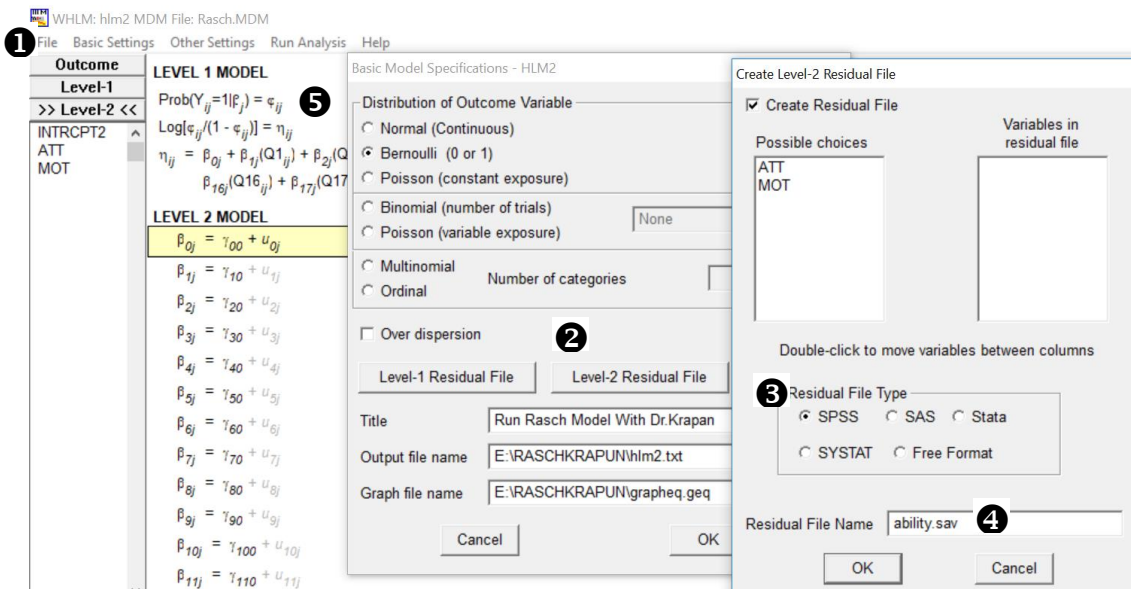 WHLM: hlm2 MDM File: Rasch.MDM
❶
File Basic Settings Other Settings Run Analysis Help
Outcome
Level-1
>> Level-2 <<
INTRCPT2
ATT
MOT
LEVEL 1 MODEL
Prob(Y_ij=1|β_j) = φ_ij ❺
Log[φ_ij/(1 - φ_ij)] = η_ij
η_ij = β_0j + β_1j(Q1_ij) + β_2j(Q
β_16j(Q16_ij) + β_17j(Q17
LEVEL 2 MODEL
β_0j = γ_00 + u_0j
β_1j = γ_10 + u_1j
β_2j = γ_20 + u_2j
β_3j = γ_30 + u_3j
β_4j = γ_40 + u_4j
β_5j = γ_50 + u_5j
β_6j = γ_60 + u_6j
β_7j = γ_70 + u_7j
β_8j = γ_80 + u_8j
β_9j = γ_90 + u_9j
β_10j = γ_100 + u_10j
β_11j = γ_110 + u_11j
Basic Model Specifications - HLM2
Distribution of Outcome Variable
Normal (Continuous)
Bernoulli (0 or 1)
Poisson (constant exposure)
Binomial (number of trials)
None
Poisson (variable exposure)
Multinomial
Number of categories
Ordinal
Over dispersion
❷
Level-1 Residual File Level-2 Residual File
Title Run Rasch Model With Dr.Krapan
Output file name E:\RASCHKRAPUN\hlm2.txt
Graph file name E:\RASCHKRAPUN\grapheq.geq
Cancel OK
Create Level-2 Residual File
Create Residual File
Possible choices
Variables in
residual file
ATT
MOT
Double-click to move variables between columns
❸ Residual File Type
SPSS SAS Stata
SYSTAT Free Format
Residual File Name ability.sav ❹
OK Cancel